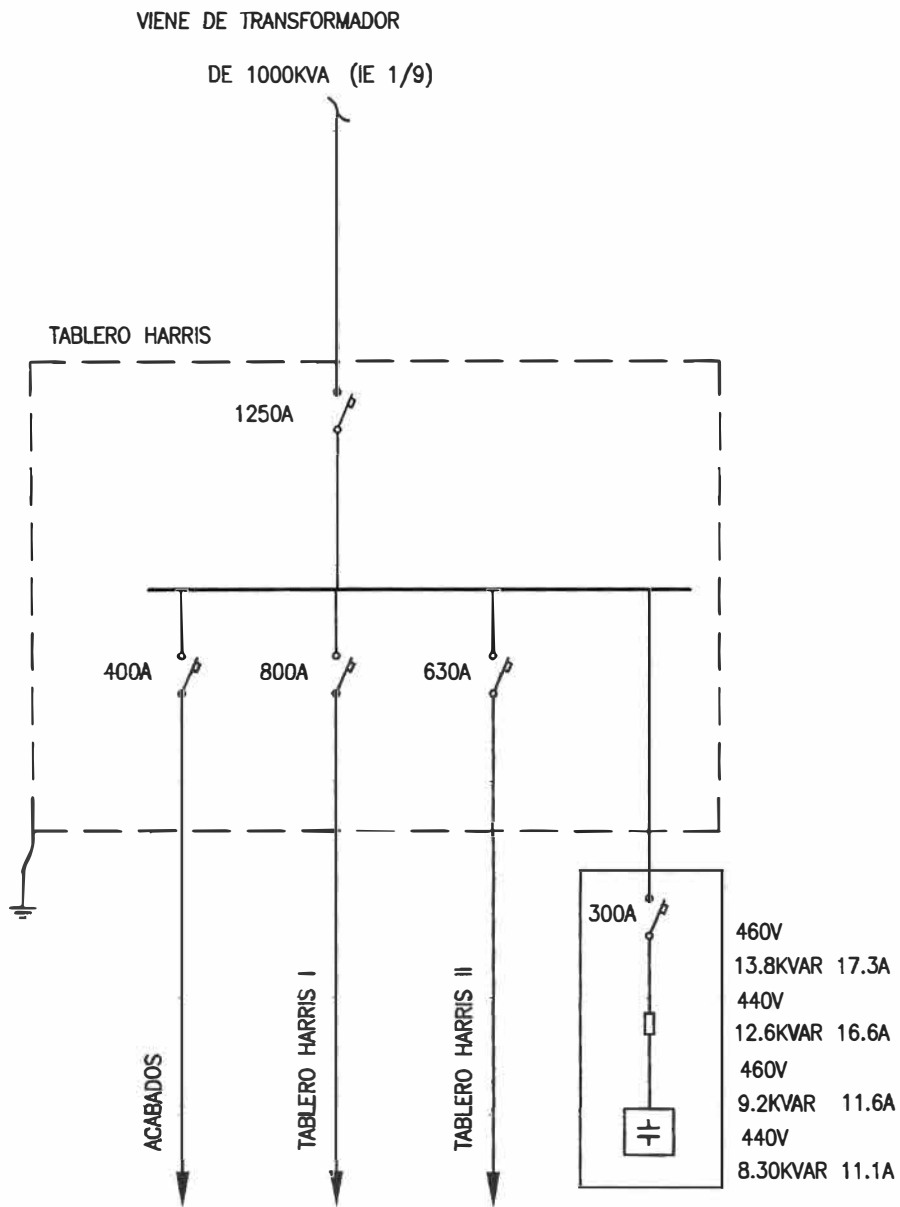 VIENE DE TRANSFORMADOR
DE 1000KVA (IE 1/9)
TABLERO HARRIS
1250A
400A
800A
630A
300A
460V
13.8KVAR 17.3A
440V
12.6KVAR 16.6A
460V
9.2KVAR 11.6A
440V
8.30KVAR 11.1A
ACABADOS
TABLERO HARRIS I
TABLERO HARRIS II